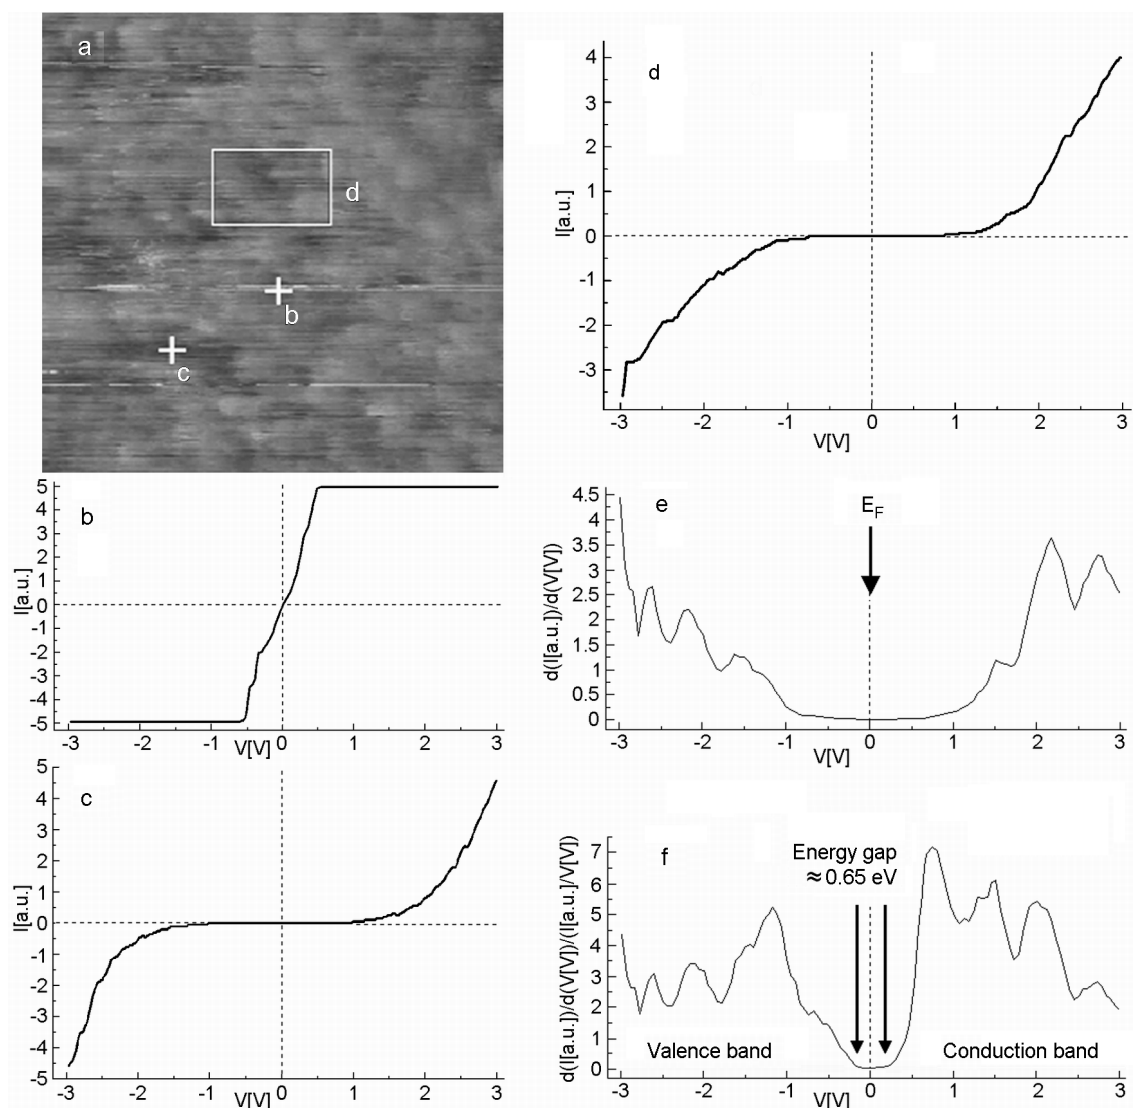 a
d
b
c
d
I[a.u.]
4
3
2
1
0
-1
-2
-3
-3 -2 -1 0 1 2 3
V[V]
b
I[a.u.]
5
4
3
2
1
0
-1
-2
-3
-4
-5
-3 -2 -1 0 1 2 3
V[V]
c
I[a.u.]
5
4
3
2
1
0
-1
-2
-3
-4
-5
-3 -2 -1 0 1 2 3
V[V]
e
E_F
d(I[a.u.])/d(V[V])
4.5
4
3.5
3
2.5
2
1.5
1
0.5
0
-3 -2 -1 0 1 2 3
V[V]
f
Energy gap
≈0.65 eV
d(I[a.u.])/d(V[V])/(I[a.u.]/V[V])
7
6
5
4
3
2
1
0
Valence band
Conduction band
-3 -2 -1 0 1 2 3
V[V]